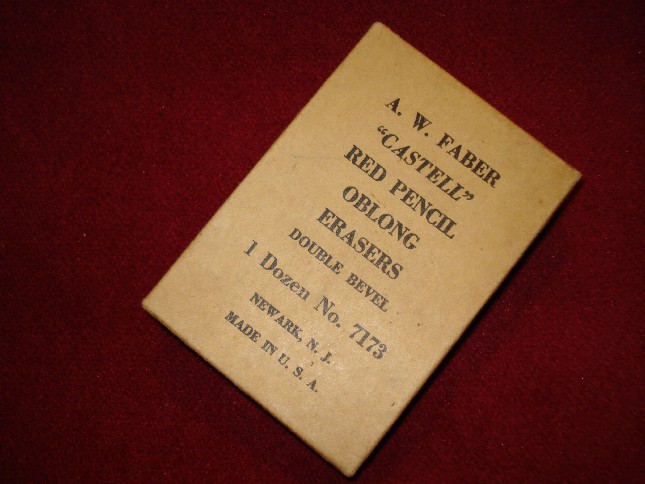 A. W. FABER
"CASTELL"
RED PENCIL
OBLONG
ERASERS
DOUBLE BEVEL
1 Dozen No. 7173
NEWARK, N. J.
MADE IN U. S. A.